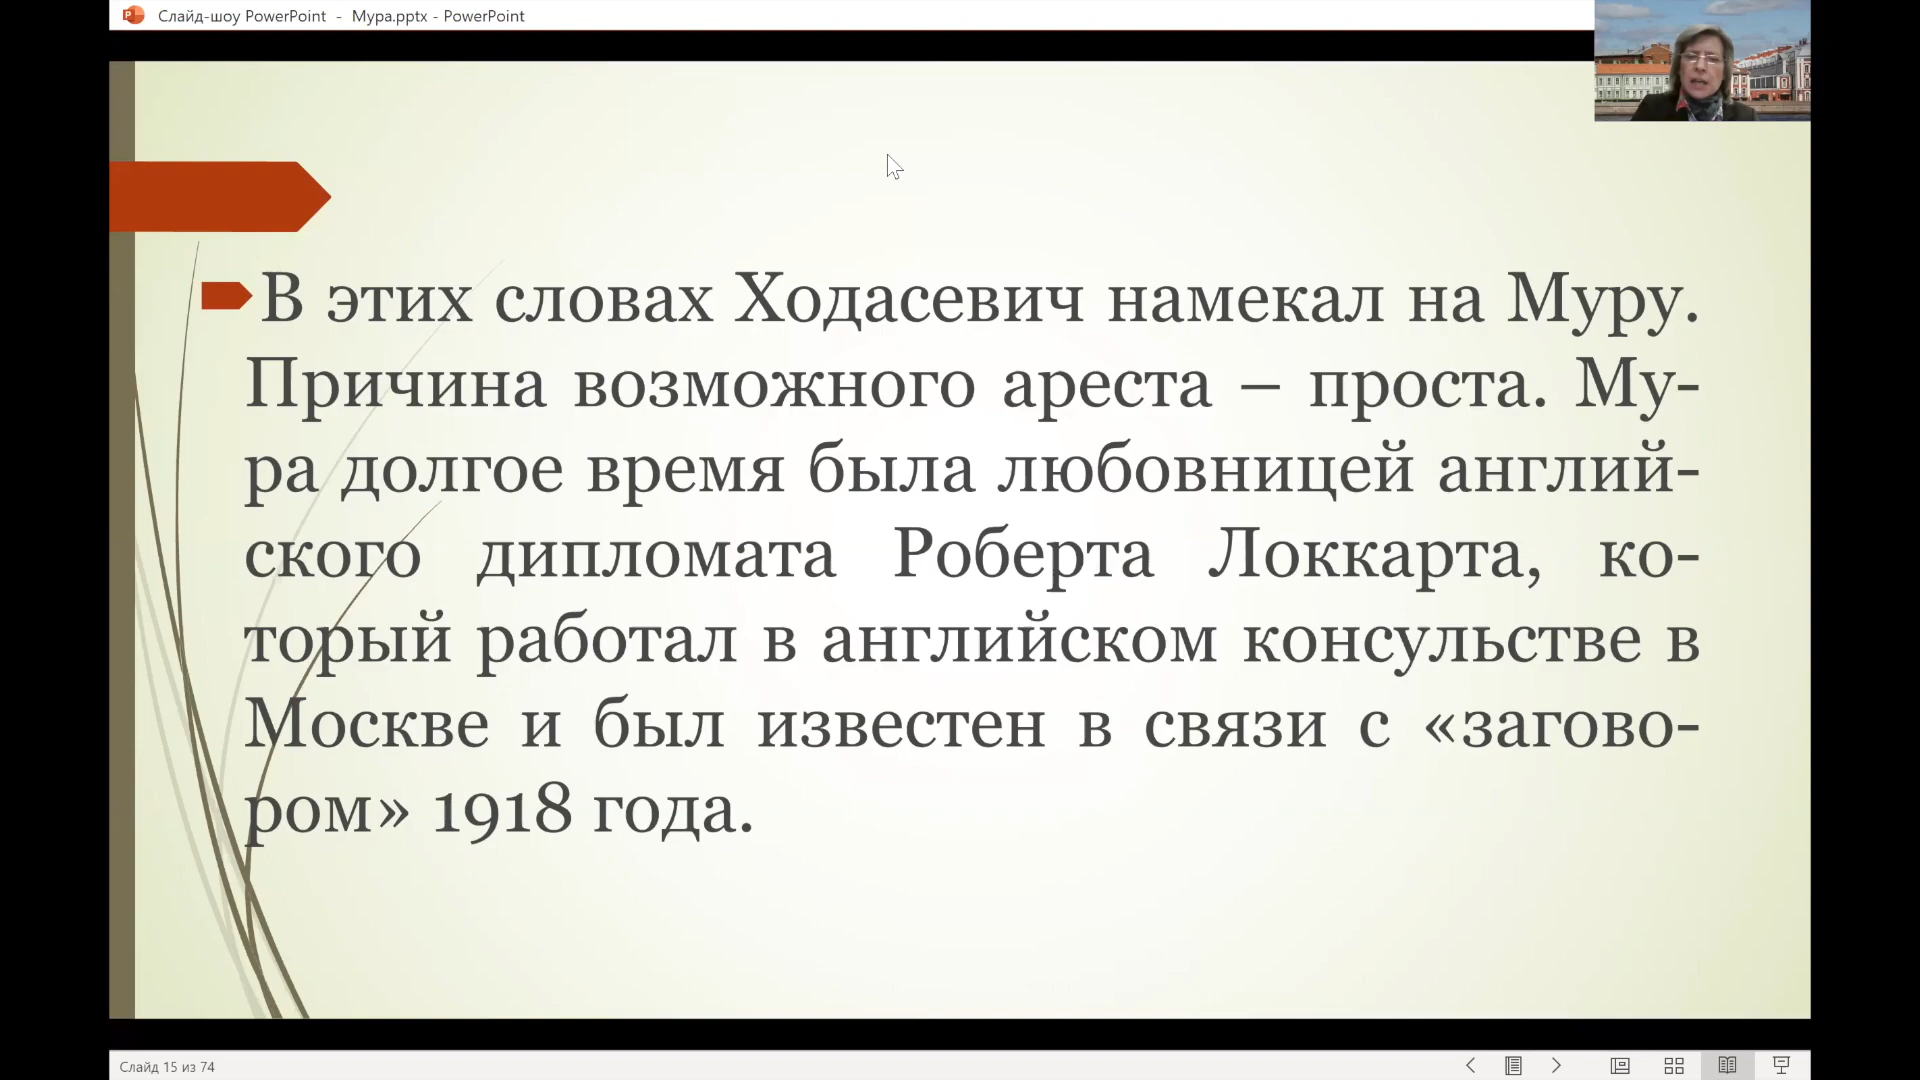 Слайд-шоу PowerPoint - Мура.pptx - PowerPoint
В этих словах Ходасевич намекал на Муру.
Причина возможного ареста – проста. Му-
ра долгое время была любовницей англий-
ского дипломата Роберта Локкарта, ко-
торый работал в английском консульстве в
Москве и был известен в связи с «загово-
ром» 1918 года.
Слайд 15 из 74